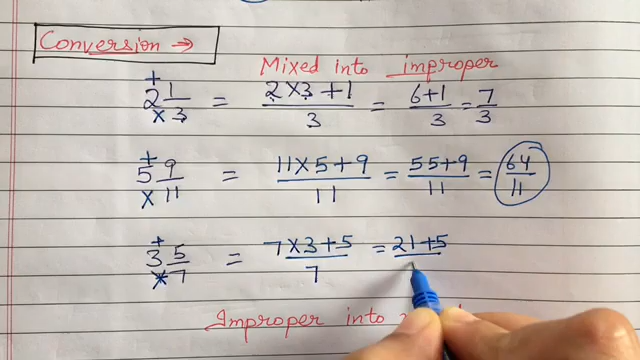 Conversion →
Mixed into improper
2 1/3 = 2×3+1/3 = 6+1/3 = 7/3
5 9/11 = 11×5+9/11 = 55+9/11 = 64/11
3 5/7 = 7×3+5/7 = 21+5
Improper into